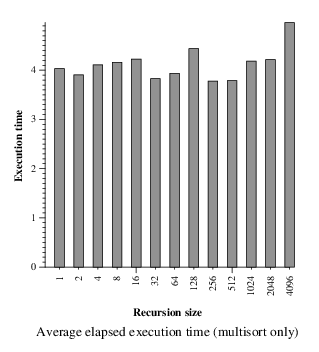 4
3
2
1
0
Execution time
1 2 4 8 16 32 64 128 256 512 1024 2048 4096
Recursion size
Average elapsed execution time (multisort only)